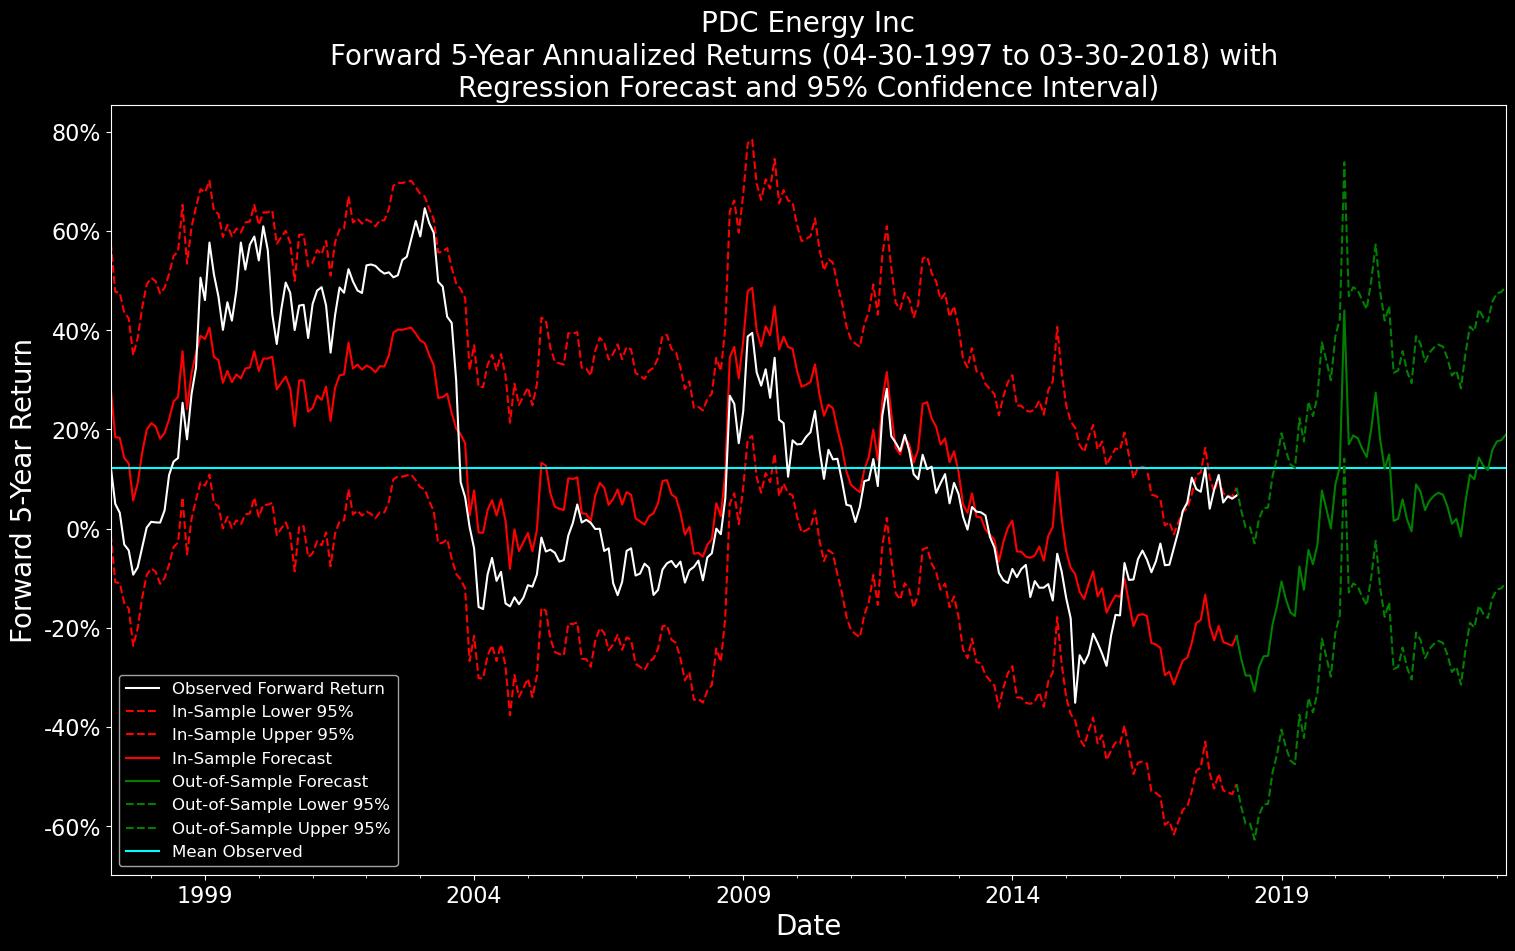 PDC Energy Inc
Forward 5-Year Annualized Returns (04-30-1997 to 03-30-2018) with
Regression Forecast and 95% Confidence Interval)
Forward 5-Year Return
80%
60%
40%
20%
0%
-20%
-40%
-60%
Observed Forward Return
In-Sample Lower 95%
In-Sample Upper 95%
In-Sample Forecast
Out-of-Sample Forecast
Out-of-Sample Lower 95%
Out-of-Sample Upper 95%
Mean Observed
1999
2004
2009
2014
2019
Date